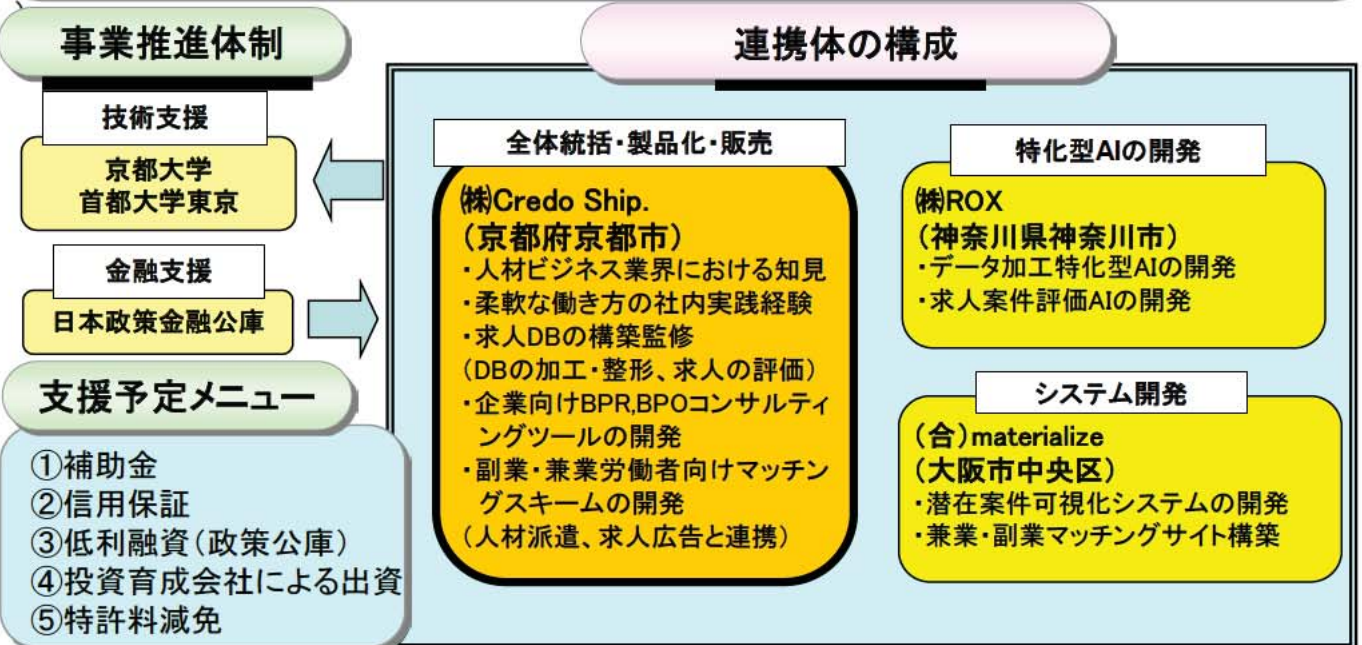 事業推進体制
技術支援
京都大学
首都大学東京
金融支援
日本政策金融公庫
支援予定メニュー
①補助金
②信用保証
③低利融資(政策公庫)
④投資育成会社による出資
⑤特許料減免
連携体の構成
全体統括・製品化・販売
㈱Credo Ship.
(京都府京都市)
・人材ビジネス業界における知見
・柔軟な働き方の社内実践経験
・求人DBの構築監修
(DBの加工・整形、求人の評価)
・企業向けBPR,BPOコンサルティ
ングツールの開発
・副業・兼業労働者向けマッチン
グスキームの開発
(人材派遣、求人広告と連携)
特化型AIの開発
㈱ROX
(神奈川県神奈川市)
・データ加工特化型AIの開発
・求人案件評価AIの開発
システム開発
(合)materialize
(大阪市中央区)
・潜在案件可視化システムの開発
・兼業・副業マッチングサイト構築